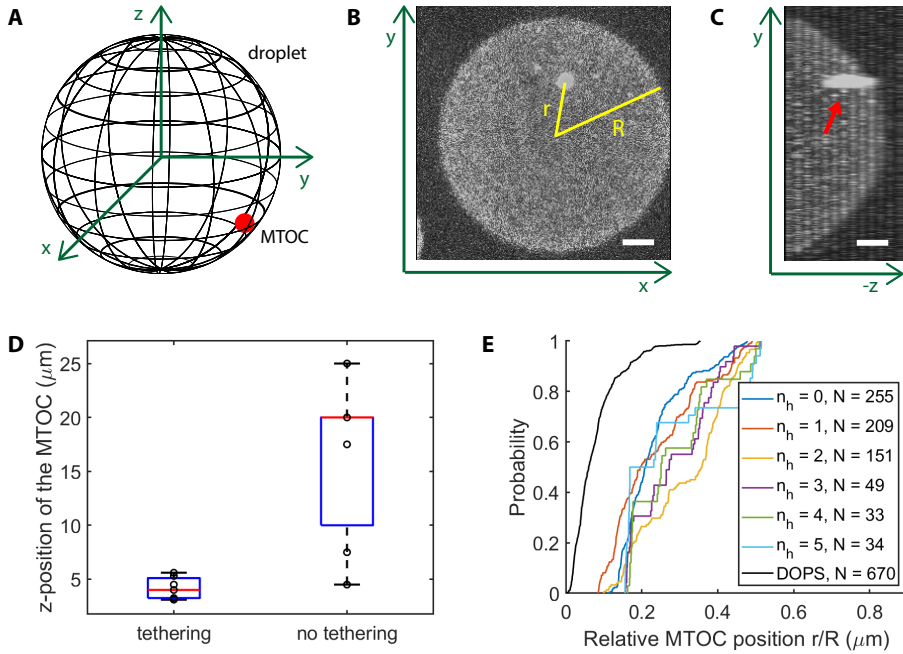 A
z
droplet
y
x
MTOC
B
y
r
R
x
C
y
-z
D
z-position of the MTOC (μm)
25
20
15
10
5
tethering
no tethering
E
Probability
1
0.8
0.6
0.4
0.2
0
0
0.2
0.4
0.6
0.8
Relative MTOC position r/R (μm)
n_h = 0, N = 255
n_h = 1, N = 209
n_h = 2, N = 151
n_h = 3, N = 49
n_h = 4, N = 33
n_h = 5, N = 34
DOPS, N = 670